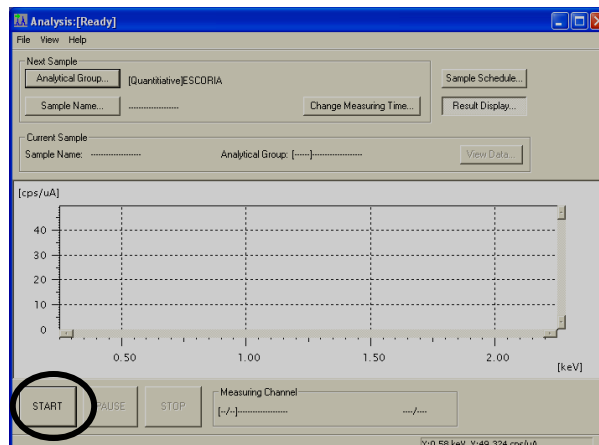 Analysis:[Ready]
File View Help
Next Sample
Analytical Group... [Quantitiative]ESCORIA Sample Schedule...
Sample Name... -------------------- Change Measuring Time... Result Display...
Current Sample
Sample Name: -------------------- Analytical Group: [------]-------------------- View Data...
[cps/uA]
40
30
20
10
0
0.50 1.00 1.50 2.00
[keV]
START PAUSE STOP
Measuring Channel
[--/--]-------------------- ----/----
X:0.58 keV Y:49.324 cps/uA